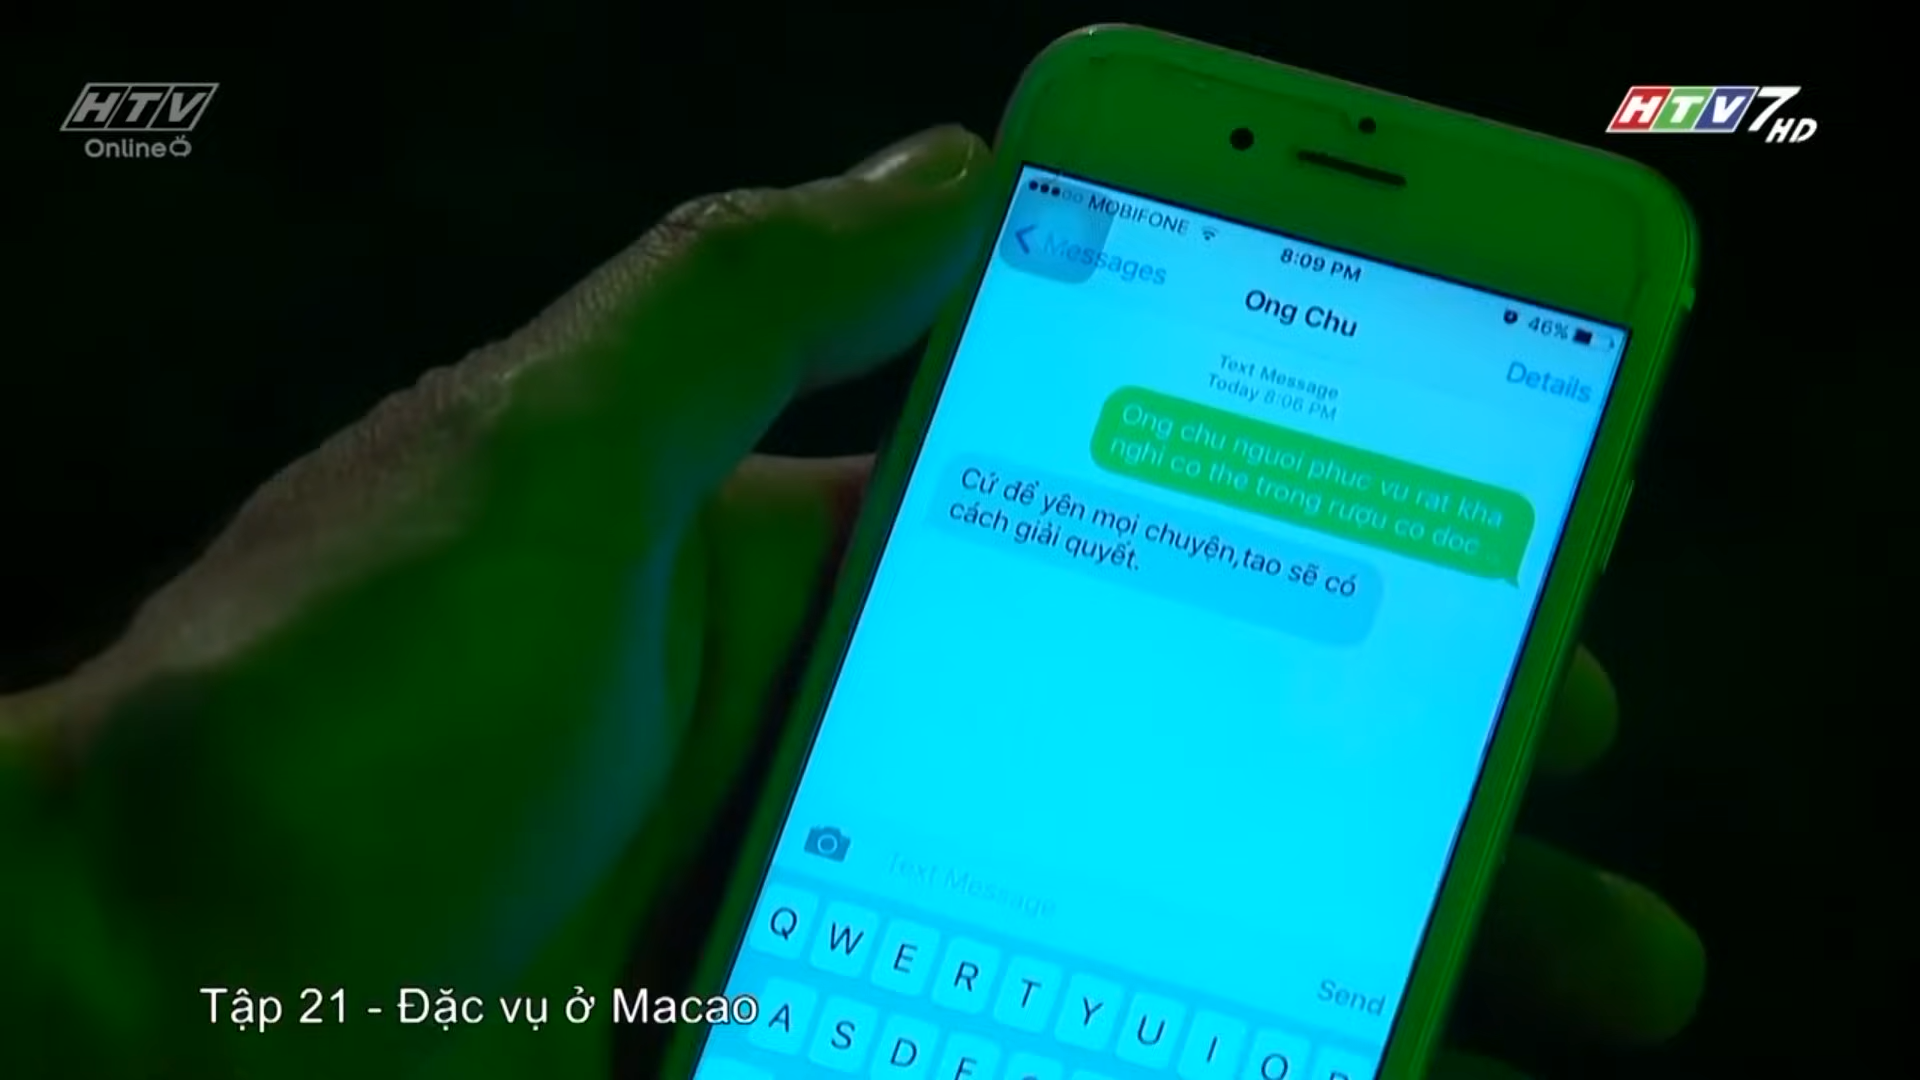 HTV
Online
HTV7
HD
MOBIFONE
8:09 PM
46%
Messages
Ong Chu
Details
Text Message
Today 8:06 PM
Ong chu nguoi phuc vu rat kha
nghi co the trong rượu co doc ..
Cứ để yên mọi chuyện,tao sẽ có
cách giải quyết.
Text Message
Send
Q W E R T Y U I O P
A S D F
Tập 21 - Đặc vụ ở Macao